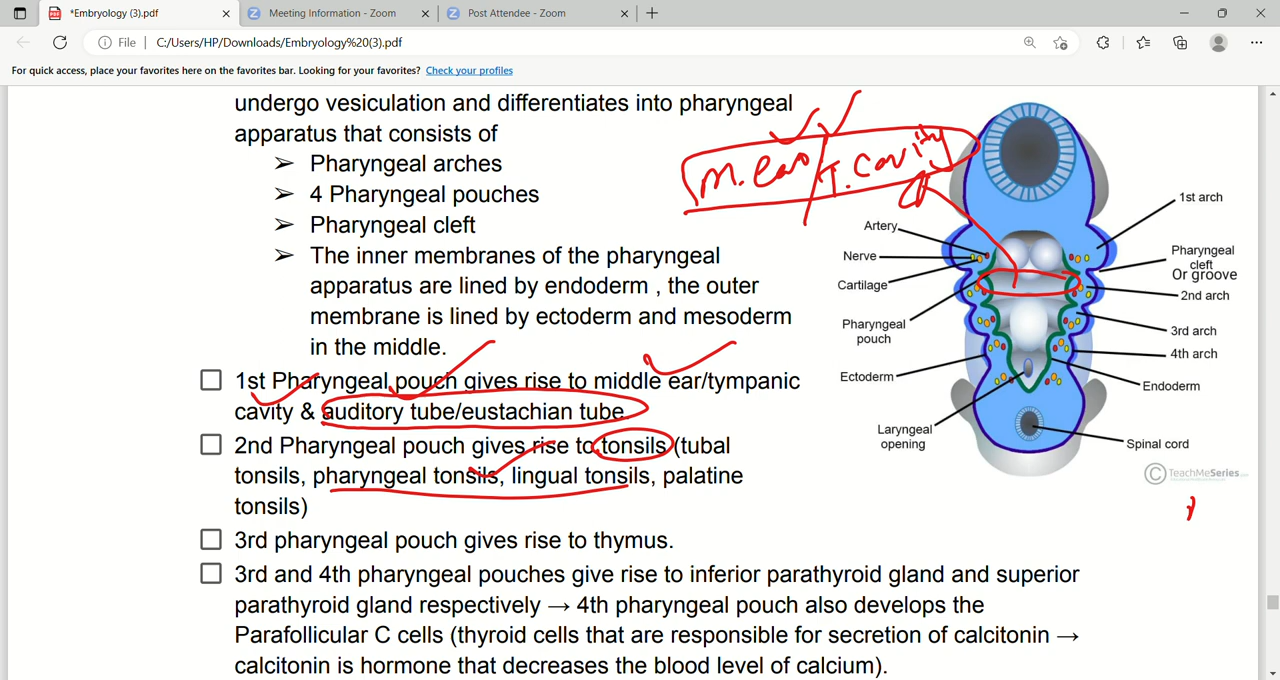 *Embryology (3).pdf
Meeting Information - Zoom
Post Attendee - Zoom
File
C:/Users/HP/Downloads/Embryology%20(3).pdf
For quick access, place your favorites here on the favorites bar. Looking for your favorites? Check your profiles
undergo vesiculation and differentiates into pharyngeal
apparatus that consists of
➢ Pharyngeal arches
➢ 4 Pharyngeal pouches
➢ Pharyngeal cleft
➢ The inner membranes of the pharyngeal
apparatus are lined by endoderm , the outer
membrane is lined by ectoderm and mesoderm
in the middle.
1st Pharyngeal pouch gives rise to middle ear/tympanic
cavity & auditory tube/eustachian tube
2nd Pharyngeal pouch gives rise to tonsils (tubal
tonsils, pharyngeal tonsils, lingual tonsils, palatine
tonsils)
3rd pharyngeal pouch gives rise to thymus.
3rd and 4th pharyngeal pouches give rise to inferior parathyroid gland and superior
parathyroid gland respectively → 4th pharyngeal pouch also develops the
Parafollicular C cells (thyroid cells that are responsible for secretion of calcitonin →
calcitonin is hormone that decreases the blood level of calcium).
M. ear/T. cavity
Artery
Nerve
Cartilage
Pharyngeal
pouch
Ectoderm
Laryngeal
opening
1st arch
Pharyngeal
cleft
Or groove
2nd arch
3rd arch
4th arch
Endoderm
Spinal cord
© TeachMeSeries